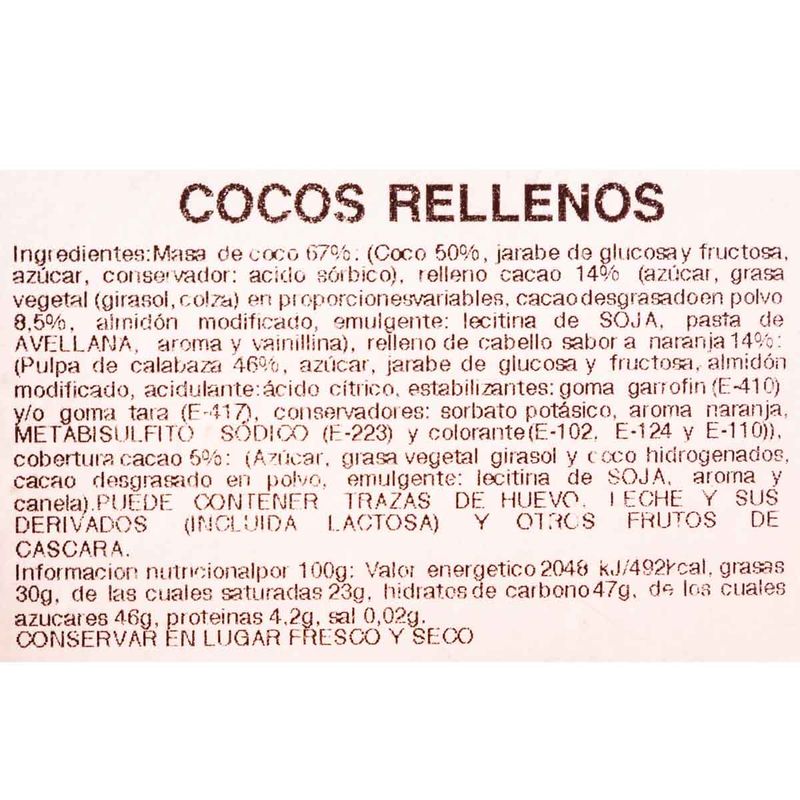 COCOS RELLENOS
Ingredientes:Masa de coco 67%: (Coco 50%, jarabe de glucosa y fructosa,
azúcar, conservador: acido sórbico), relleno cacao 14% (azúcar, grasa
vegetal (girasol, colza) en proporcionesvariables, cacaodesgrasadoen polvo
8,5%, almidón modificado, emulgente: lecitina de SOJA, pasta de
AVELLANA, aroma y vainillina), relleno de cabello sabor a naranja 14%:
(Pulpa de calabaza 46%, azúcar, jarabe de glucosa y fructosa, almidón
modificado, acidulante:ácido cítrico, estabilizantes: goma garrofin (E-410)
y/o goma tara (E-417), conservadores: sorbato potásico, aroma naranja,
METABISULFITO SÓDICO (E-223) y colorante(E-102, E-124 y E-110)),
cobertura cacao 5%: (Azúcar, grasa vegetal girasol y coco hidrogenados,
cacao desgrasado en polvo, emulgente: lecitina de SOJA, aroma y
canela).PUEDE CONTENER TRAZAS DE HUEVO, LECHE Y SUS
DERIVADOS (INCLUIDA LACTOSA) Y OTROS FRUTOS DE
CASCARA.
Informacion nutricionalpor 100g: Valor energetico 2048 kJ/492kcal, grasas
30g, de las cuales saturadas 23g, hidratos de carbono 47g, de los cuales
azucares 46g, proteinas 4,2g, sal 0,02g.
CONSERVAR EN LUGAR FRESCO Y SECO